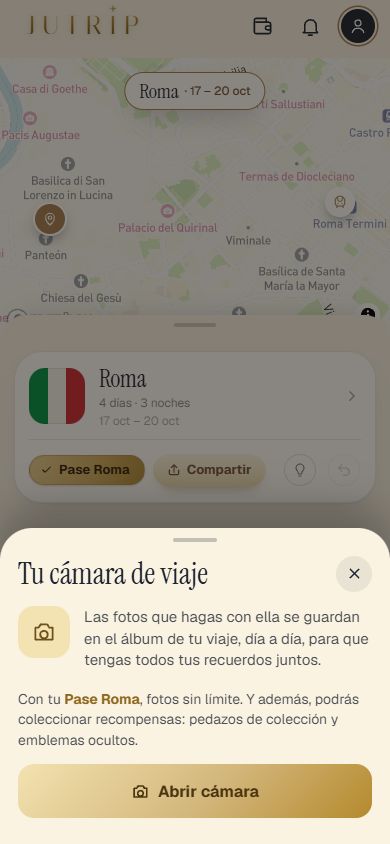 JUTRIP
Casa di Goethe
Roma · 17 – 20 oct
rti Sallustiani
Pacis Augustae
Castro P
Basilica di San
Lorenzo in Lucina
Termas de Diocleciano
Palacio del Quirinal
Roma Termini
Viminale
Panteón
Basílica de Santa
María la Mayor
Chiesa del Gesù
Roma
4 días · 3 noches
17 oct – 20 oct
Pase Roma
Compartir
Tu cámara de viaje
Las fotos que hagas con ella se guardan
en el álbum de tu viaje, día a día, para que
tengas todos tus recuerdos juntos.
Con tu Pase Roma, fotos sin límite. Y además, podrás
coleccionar recompensas: pedazos de colección y
emblemas ocultos.
Abrir cámara